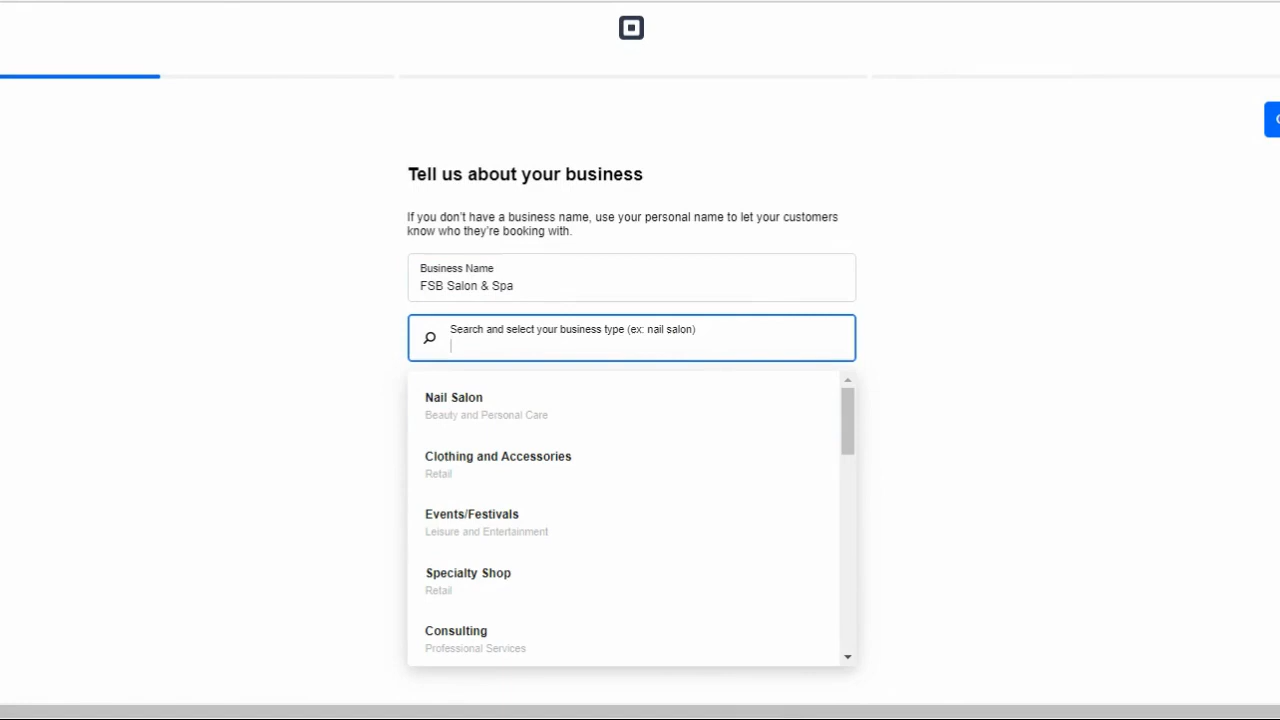 Tell us about your business
If you don't have a business name, use your personal name to let your customers
know who they're booking with.
Business Name
FSB Salon & Spa
Search and select your business type (ex: nail salon)
Nail Salon
Beauty and Personal Care
Clothing and Accessories
Retail
Events/Festivals
Leisure and Entertainment
Specialty Shop
Retail
Consulting
Professional Services